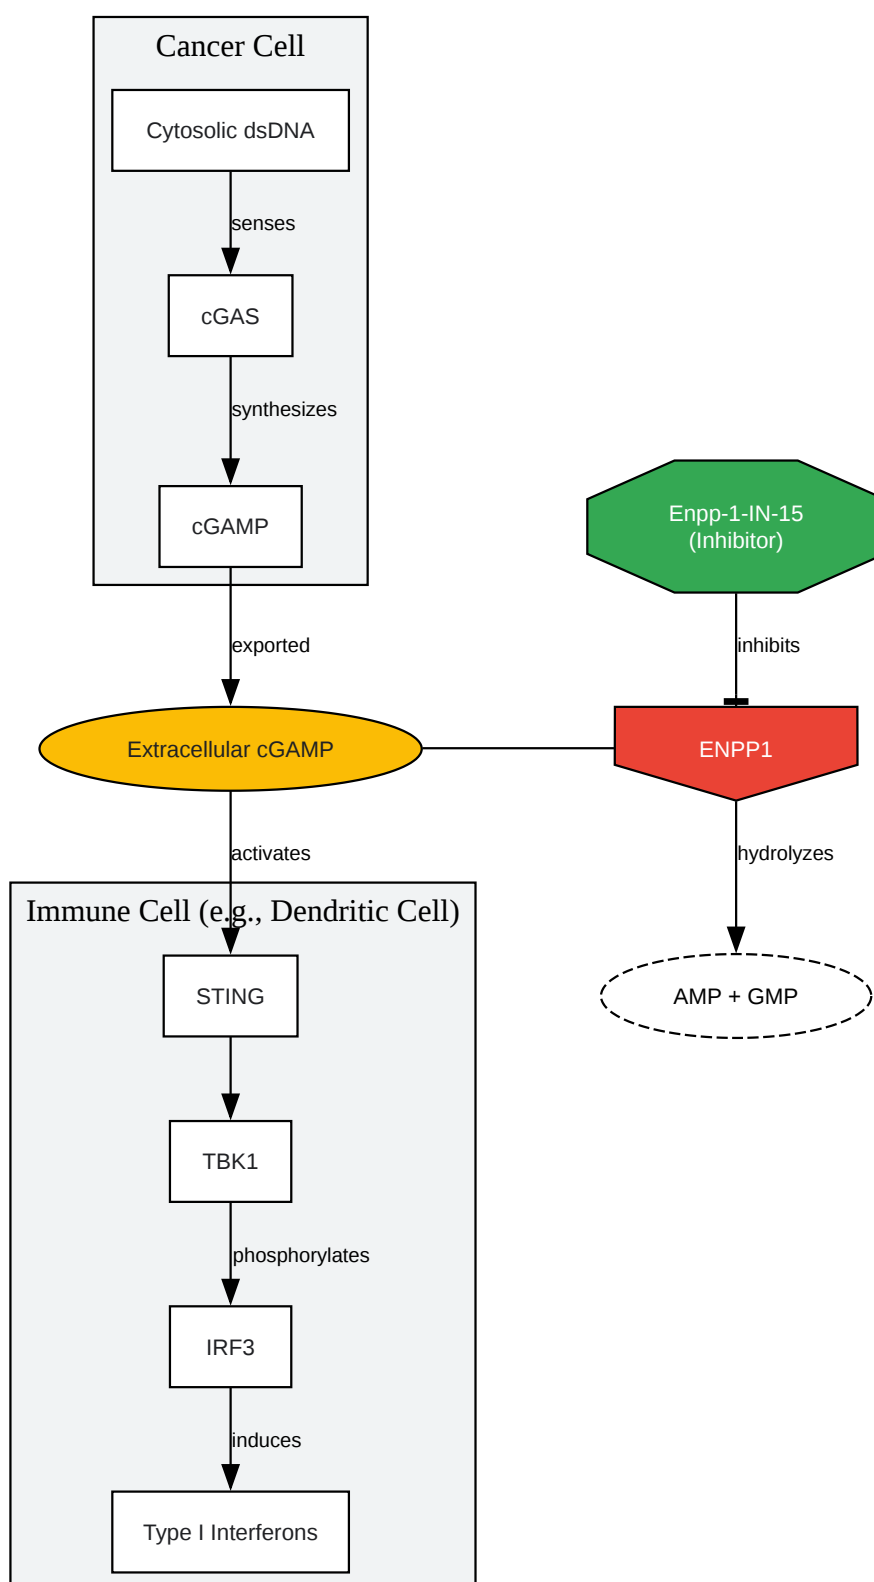 Cancer Cell
Cytosolic dsDNA
senses
cGAS
synthesizes
cGAMP
Enpp-1-IN-15
(Inhibitor)
exported
inhibits
Extracellular cGAMP
ENPP1
activates
hydrolyzes
Immune Cell (e.g., Dendritic Cell)
STING
AMP + GMP
TBK1
phosphorylates
IRF3
induces
Type I Interferons